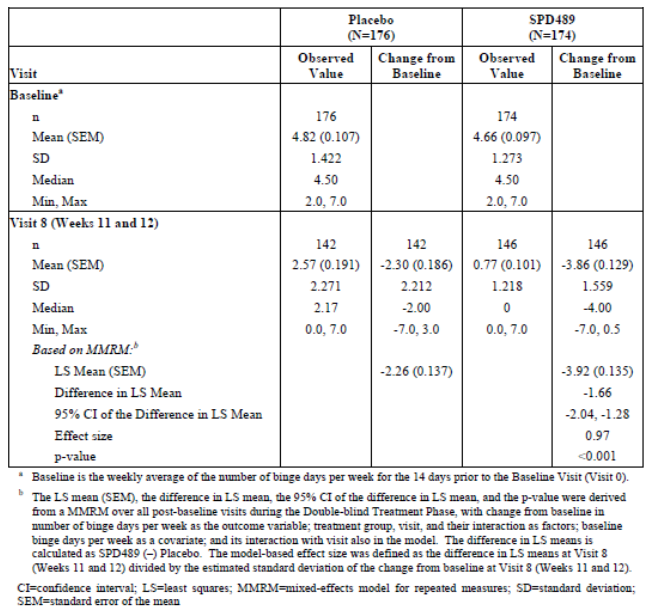 Placebo SPD489
(N=176) (N=174)
Observed Change from Observed Change from
Visit Value Baseline Value Baseline
Baselineᵃ
n 176 174
Mean (SEM) 4.82 (0.107) 4.66 (0.097)
SD 1.422 1.273
Median 4.50 4.50
Min, Max 2.0, 7.0 2.0, 7.0
Visit 8 (Weeks 11 and 12)
n 142 142 146 146
Mean (SEM) 2.57 (0.191) -2.30 (0.186) 0.77 (0.101) -3.86 (0.129)
SD 2.271 2.212 1.218 1.559
Median 2.17 -2.00 0 -4.00
Min, Max 0.0, 7.0 -7.0, 3.0 0.0, 7.0 -7.0, 0.5
Based on MMRM:ᵇ
LS Mean (SEM) -2.26 (0.137) -3.92 (0.135)
Difference in LS Mean -1.66
95% CI of the Difference in LS Mean -2.04, -1.28
Effect size 0.97
p-value <0.001
ᵃ Baseline is the weekly average of the number of binge days per week for the 14 days prior to the Baseline Visit (Visit 0).
ᵇ The LS mean (SEM), the difference in LS mean, the 95% CI of the difference in LS mean, and the p-value were derived
from a MMRM over all post-baseline visits during the Double-blind Treatment Phase, with change from baseline in
number of binge days per week as the outcome variable; treatment group, visit, and their interaction as factors; baseline
binge days per week as a covariate; and its interaction with visit also in the model. The difference in LS means is
calculated as SPD489 (–) Placebo. The model-based effect size was defined as the difference in LS means at Visit 8
(Weeks 11 and 12) divided by the estimated standard deviation of the change from baseline at Visit 8 (Weeks 11 and 12).
CI=confidence interval; LS=least squares; MMRM=mixed-effects model for repeated measures; SD=standard deviation;
SEM=standard error of the mean